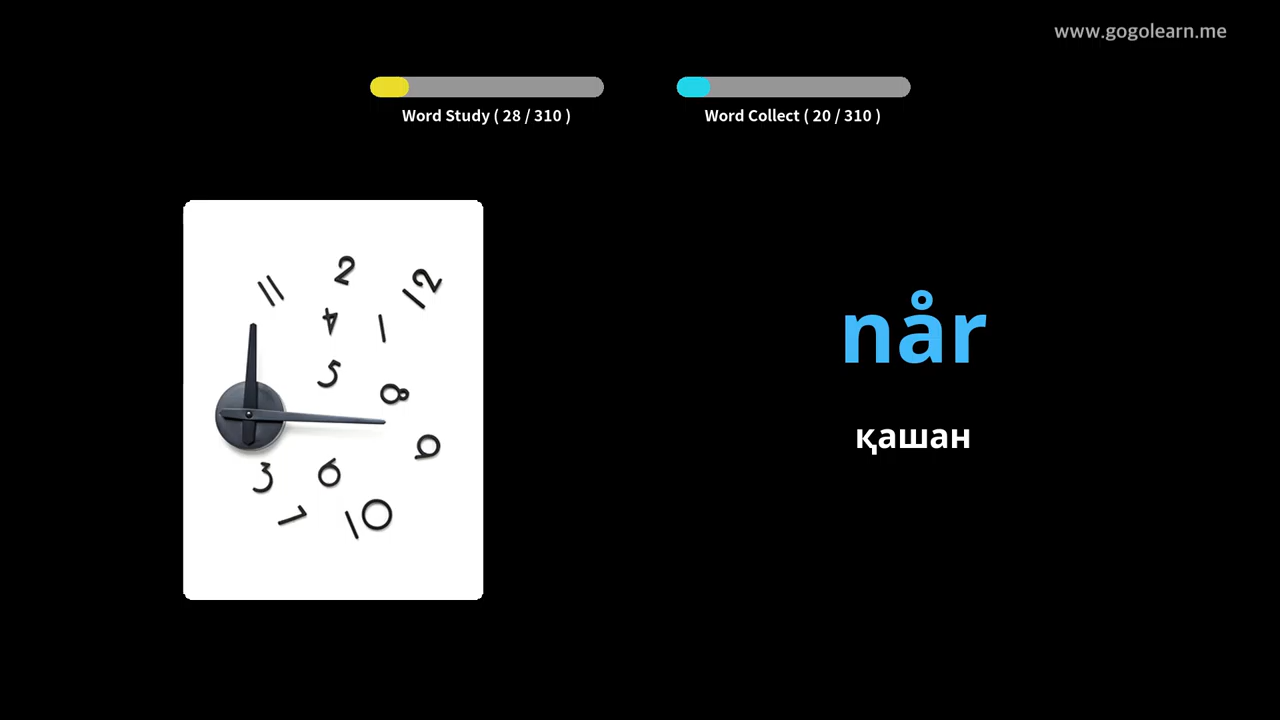 www.gogolearn.me
Word Study ( 28 / 310 )
Word Collect ( 20 / 310 )
11
2
12
4
1
5
8
9
3
6
7
10
når
қашан